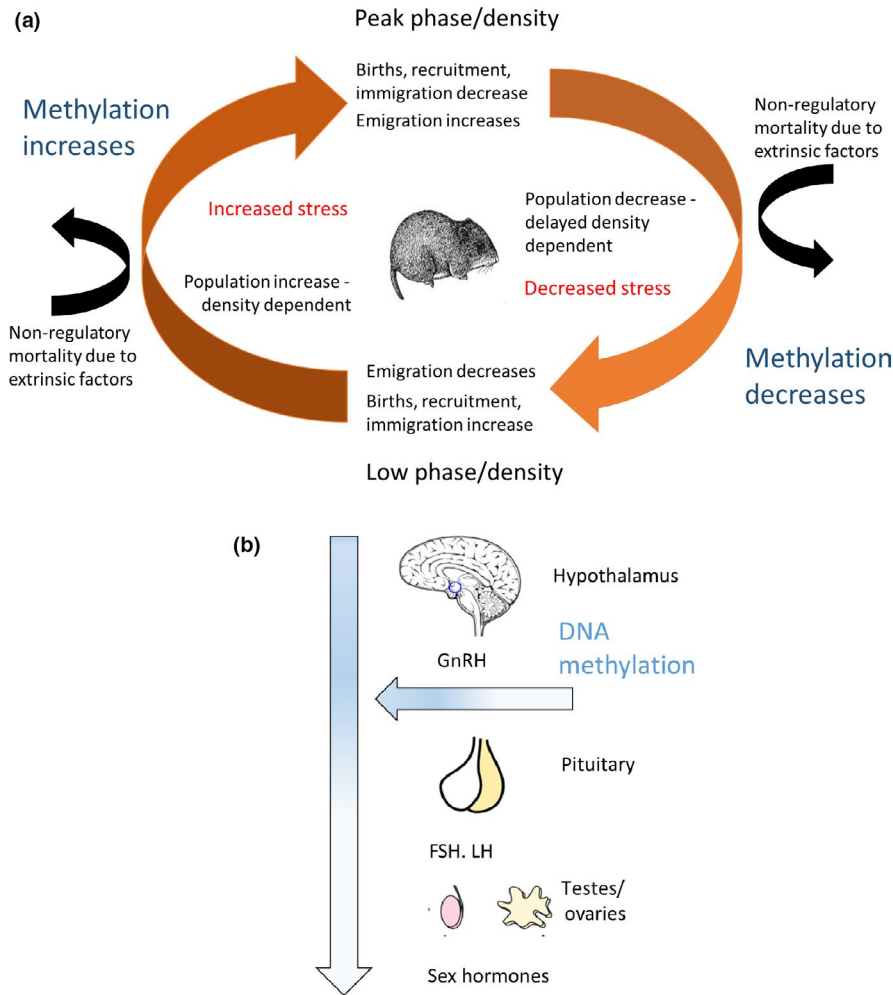 (a)
Peak phase/density
Births, recruitment,
immigration decrease
Emigration increases
Methylation
increases
Non-regulatory
mortality due to
extrinsic factors
Increased stress
Population decrease -
delayed density
dependent
Population increase -
density dependent
Decreased stress
Non-regulatory
mortality due to
extrinsic factors
Emigration decreases
Births, recruitment,
immigration increase
Methylation
decreases
Low phase/density
(b)
Hypothalamus
DNA
methylation
GnRH
Pituitary
FSH. LH
Testes/
ovaries
Sex hormones